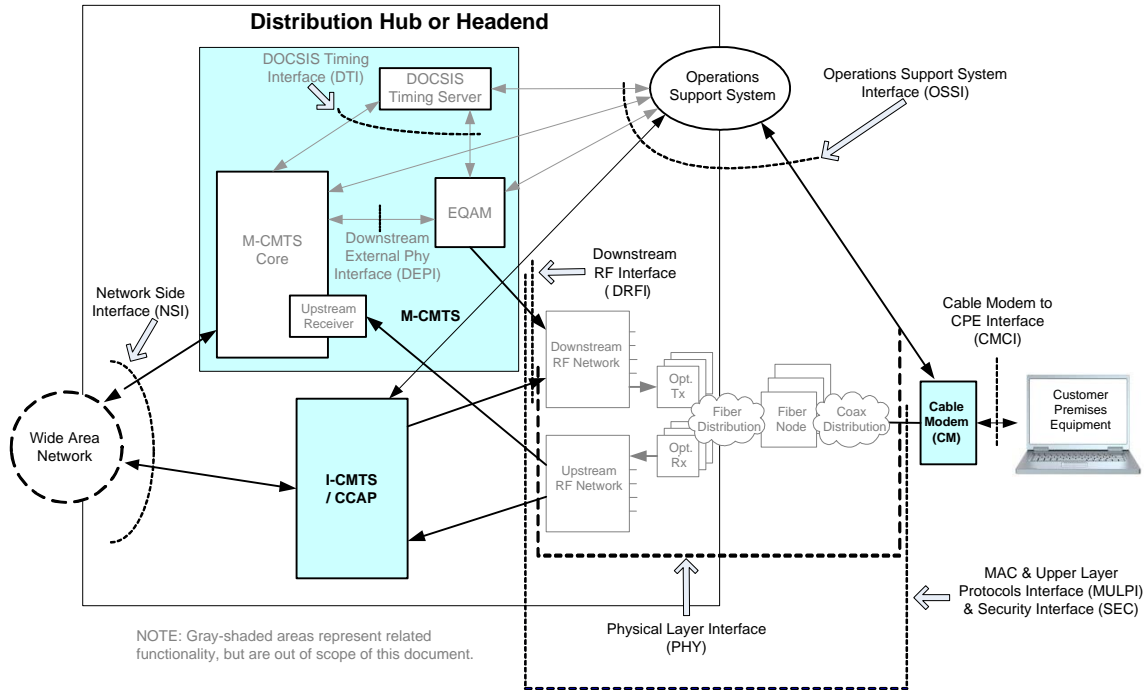 Distribution Hub or Headend
DOCSIS Timing
Interface (DTI)
DOCSIS
Timing Server
Operations
Support System
Operations Support System
Interface (OSSI)
M-CMTS
Core
EQAM
Downstream
External Phy
Interface (DEPI)
Upstream
Receiver
M-CMTS
Network Side
Interface (NSI)
Downstream
RF Interface
( DRFI)
Cable Modem to
CPE Interface
(CMCI)
Downstream
RF Network
Opt.
Tx
Fiber
Distribution
Fiber
Node
Coax
Distribution
Cable
Modem
(CM)
Customer
Premises
Equipment
Wide Area
Network
I-CMTS
/ CCAP
Upstream
RF Network
Opt.
Rx
MAC & Upper Layer
Protocols Interface (MULPI)
& Security Interface (SEC)
Physical Layer Interface
(PHY)
NOTE: Gray-shaded areas represent related
functionality, but are out of scope of this document.